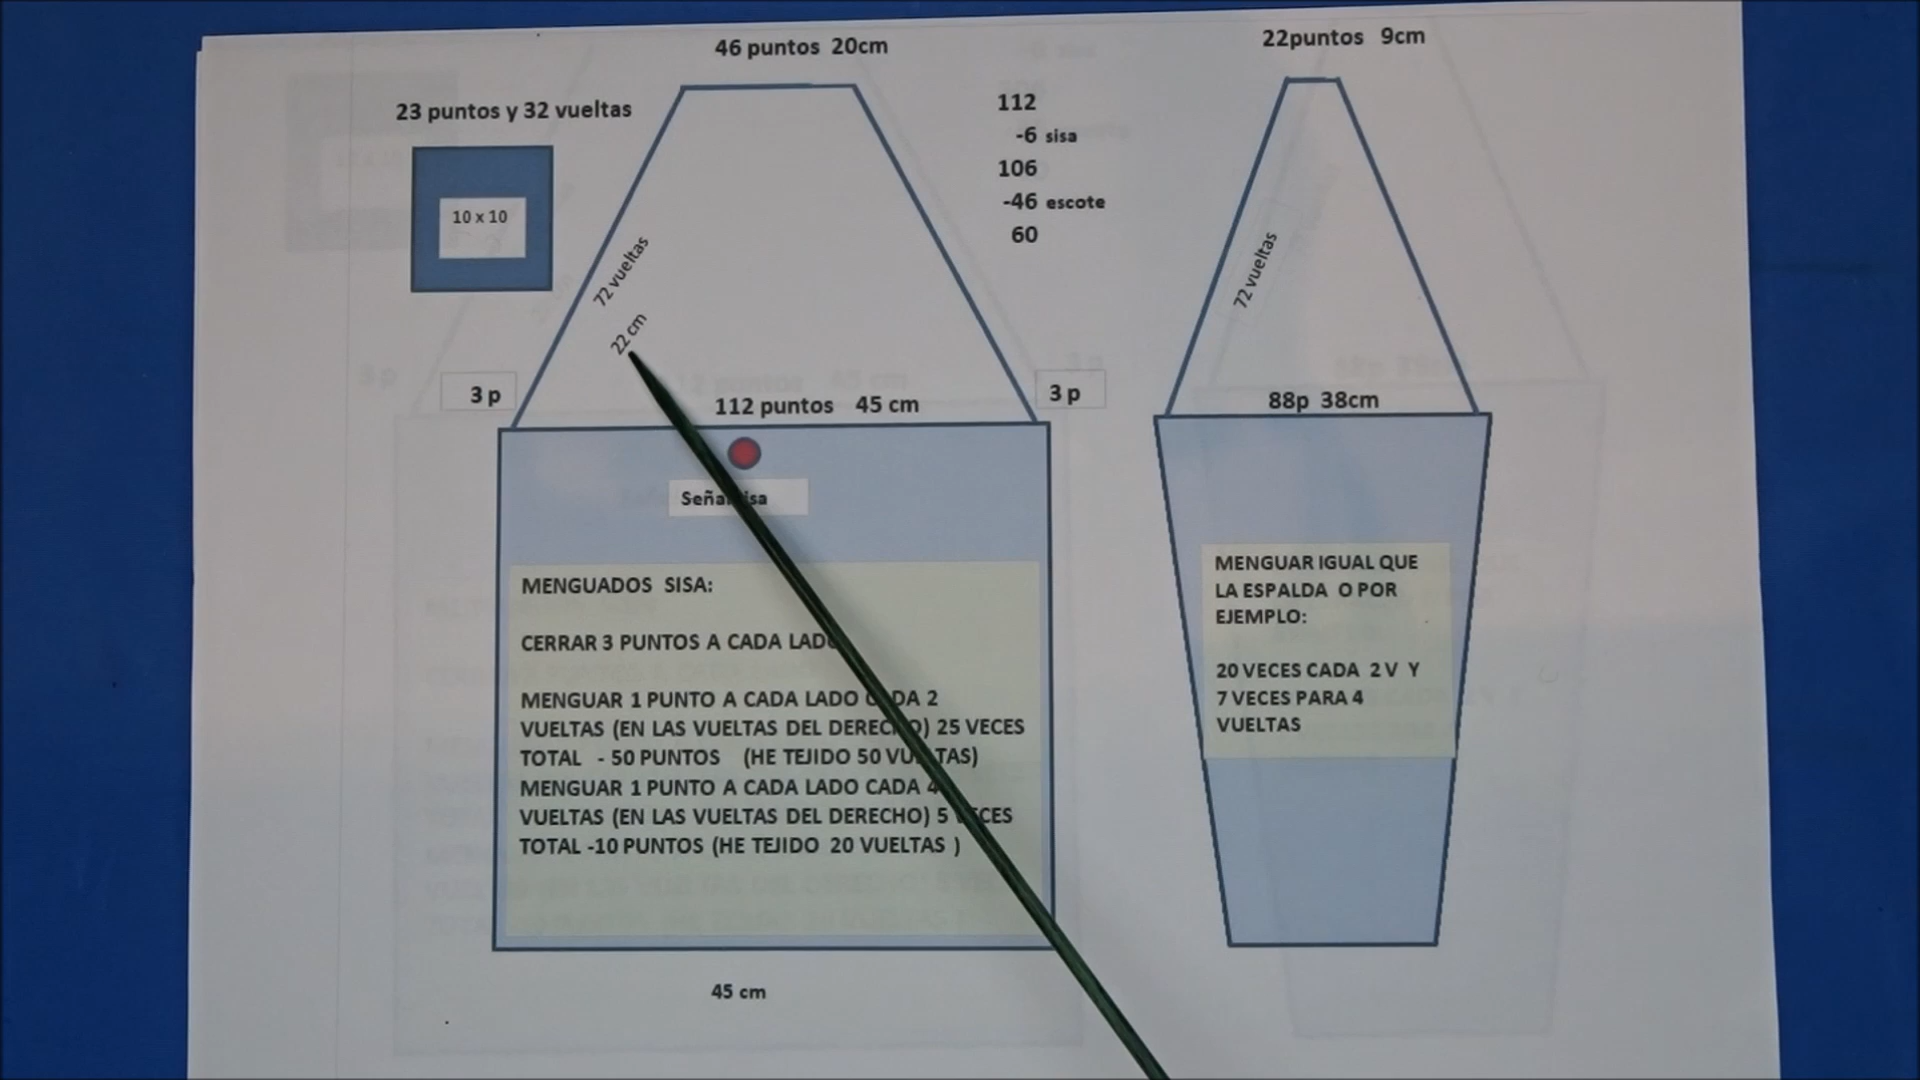 46 puntos 20cm
22puntos 9cm
23 puntos y 32 vueltas
10 x 10
112
-6 sisa
106
-46 escote
60
72 vueltas
22 cm
72 vueltas
3 p
112 puntos 45 cm
3 p
88p 38cm
MENGUADOS SISA:
CERRAR 3 PUNTOS A CADA
MENGUAR 1 PUNTO A CADA LADO 2
VUELTAS (EN LAS VUELTAS DEL DERECHO) 25 VECES
TOTAL - 50 PUNTOS (HE TEJIDO 50 VUELTAS)
MENGUAR 1 PUNTO A CADA LADO CADA 4
VUELTAS (EN LAS VUELTAS DEL DERECHO) 5 VECES
TOTAL -10 PUNTOS (HE TEJIDO 20 VUELTAS )
MENGUAR IGUAL QUE
LA ESPALDA O POR
EJEMPLO:
20 VECES CADA 2 V Y
7 VECES PARA 4
VUELTAS
45 cm